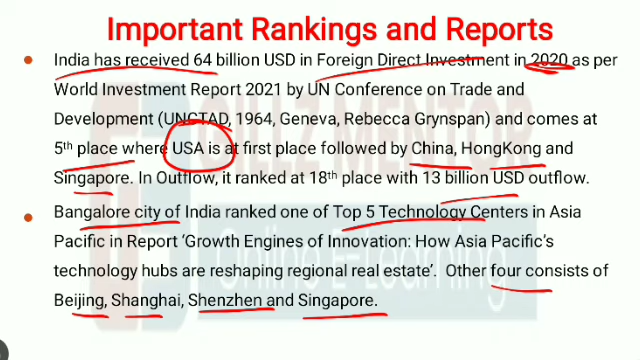 Important Rankings and Reports
India has received 64 billion USD in Foreign Direct Investment in 2020 as per
World Investment Report 2021 by UN Conference on Trade and
Development (UNCTAD, 1964, Geneva, Rebecca Grynspan) and comes at
5th place where USA is at first place followed by China, HongKong and
Singapore. In Outflow, it ranked at 18th place with 13 billion USD outflow.
Bangalore city of India ranked one of Top 5 Technology Centers in Asia
Pacific in Report ‘Growth Engines of Innovation: How Asia Pacific’s
technology hubs are reshaping regional real estate’. Other four consists of
Beijing, Shanghai, Shenzhen and Singapore.